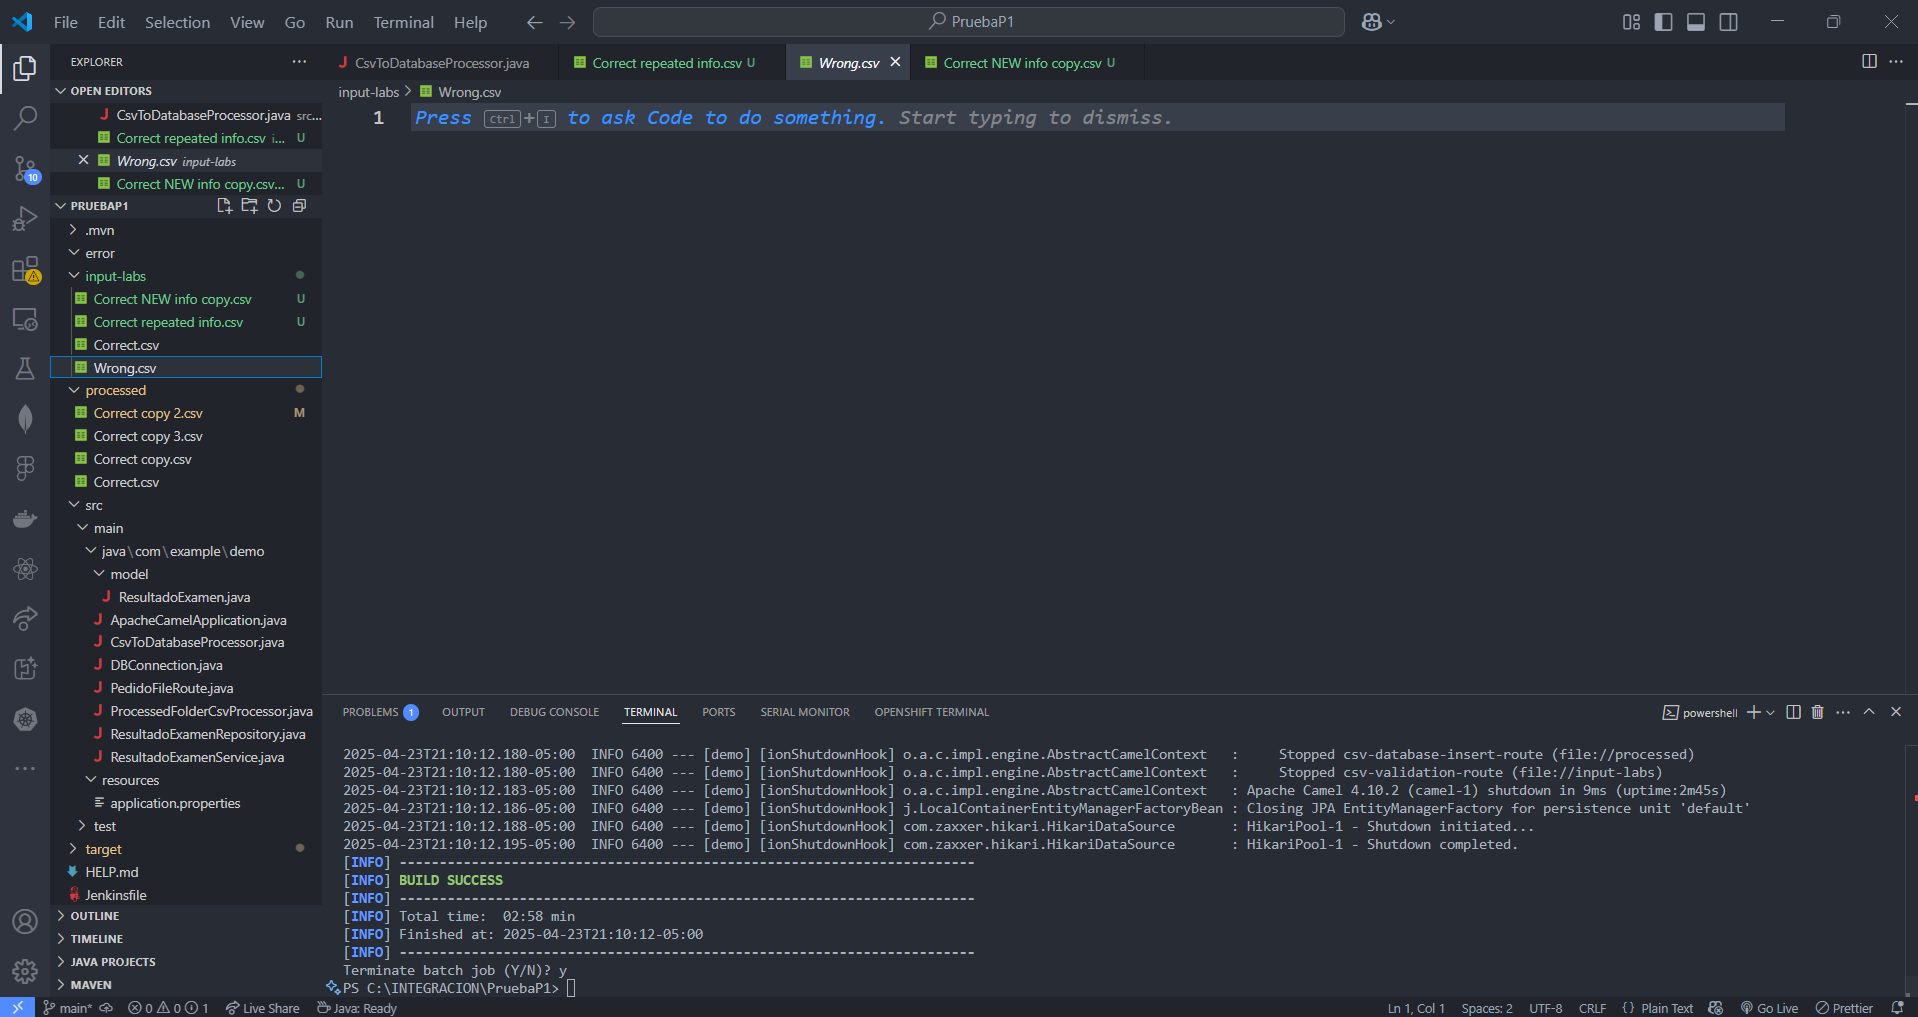 File Edit Selection View Go Run Terminal Help
PruebaP1
EXPLORER
OPEN EDITORS
CsvToDatabaseProcessor.java src...
Correct repeated info.csv i... U
Wrong.csv input-labs
Correct NEW info copy.csv... U
PRUEBAP1
.mvn
error
input-labs
Correct NEW info copy.csv U
Correct repeated info.csv U
Correct.csv
Wrong.csv
processed
Correct copy 2.csv M
Correct copy 3.csv
Correct copy.csv
Correct.csv
src
main
java\com\example\demo
model
ResultadoExamen.java
ApacheCamelApplication.java
CsvToDatabaseProcessor.java
DBConnection.java
PedidoFileRoute.java
ProcessedFolderCsvProcessor.java
ResultadoExamenRepository.java
ResultadoExamenService.java
resources
application.properties
test
target
HELP.md
Jenkinsfile
OUTLINE
TIMELINE
JAVA PROJECTS
MAVEN
10
CsvToDatabaseProcessor.java
Correct repeated info.csv U
Wrong.csv
Correct NEW info copy.csv U
input-labs > Wrong.csv
1 Press Ctrl+I to ask Code to do something. Start typing to dismiss.
PROBLEMS 1 OUTPUT DEBUG CONSOLE TERMINAL PORTS SERIAL MONITOR OPENSHIFT TERMINAL
powershell
2025-04-23T21:10:12.180-05:00  INFO 6400 --- [demo] [ionShutdownHook] o.a.c.impl.engine.AbstractCamelContext   :     Stopped csv-database-insert-route (file://processed)
2025-04-23T21:10:12.180-05:00  INFO 6400 --- [demo] [ionShutdownHook] o.a.c.impl.engine.AbstractCamelContext   :     Stopped csv-validation-route (file://input-labs)
2025-04-23T21:10:12.183-05:00  INFO 6400 --- [demo] [ionShutdownHook] o.a.c.impl.engine.AbstractCamelContext   : Apache Camel 4.10.2 (camel-1) shutdown in 9ms (uptime:2m45s)
2025-04-23T21:10:12.186-05:00  INFO 6400 --- [demo] [ionShutdownHook] j.LocalContainerEntityManagerFactoryBean : Closing JPA EntityManagerFactory for persistence unit 'default'
2025-04-23T21:10:12.188-05:00  INFO 6400 --- [demo] [ionShutdownHook] com.zaxxer.hikari.HikariDataSource       : HikariPool-1 - Shutdown initiated...
2025-04-23T21:10:12.195-05:00  INFO 6400 --- [demo] [ionShutdownHook] com.zaxxer.hikari.HikariDataSource       : HikariPool-1 - Shutdown completed.
[INFO] ------------------------------------------------------------------------
[INFO] BUILD SUCCESS
[INFO] ------------------------------------------------------------------------
[INFO] Total time:  02:58 min
[INFO] Finished at: 2025-04-23T21:10:12-05:00
[INFO] ------------------------------------------------------------------------
Terminate batch job (Y/N)? y
PS C:\INTEGRACION\PruebaP1>
main* 0 0 1 Live Share Java: Ready
Ln 1, Col 1 Spaces: 2 UTF-8 CRLF {} Plain Text Go Live Prettier